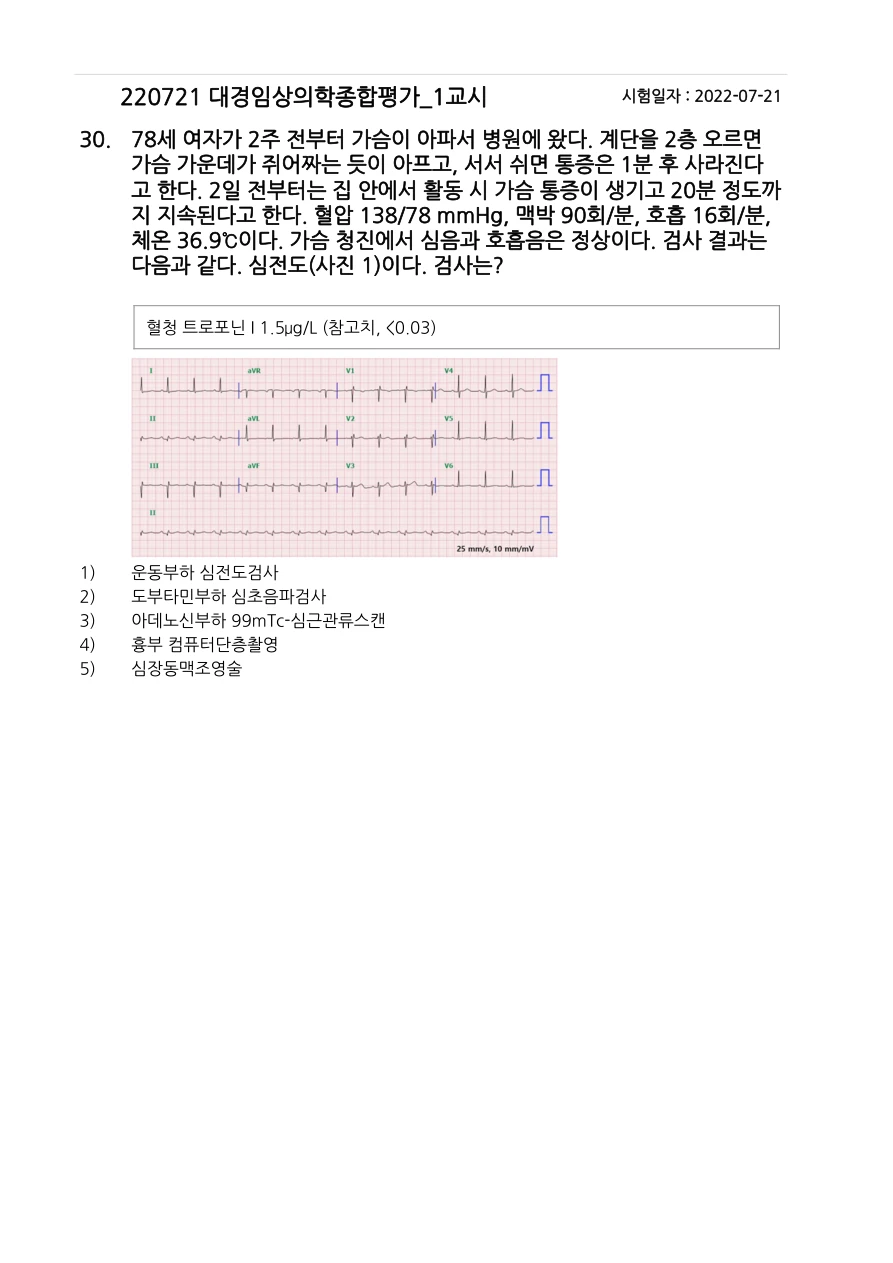 220721 대경임상의학종합평가_1교시
시험일자 : 2022-07-21
30. 78세 여자가 2주 전부터 가슴이 아파서 병원에 왔다. 계단을 2층 오르면
가슴 가운데가 쥐어짜는 듯이 아프고, 서서 쉬면 통증은 1분 후 사라진다
고 한다. 2일 전부터는 집 안에서 활동 시 가슴 통증이 생기고 20분 정도까
지 지속된다고 한다. 혈압 138/78 mmHg, 맥박 90회/분, 호흡 16회/분,
체온 36.9℃이다. 가슴 청진에서 심음과 호흡음은 정상이다. 검사 결과는
다음과 같다. 심전도(사진 1)이다. 검사는?
혈청 트로포닌 I 1.5μg/L (참고치, <0.03)
I aVR V1 V4
II aVL V2 V5
III aVF V3 V6
II
25 mm/s, 10 mm/mV
1) 운동부하 심전도검사
2) 도부타민부하 심초음파검사
3) 아데노신부하 99mTc-심근관류스캔
4) 흉부 컴퓨터단층촬영
5) 심장동맥조영술